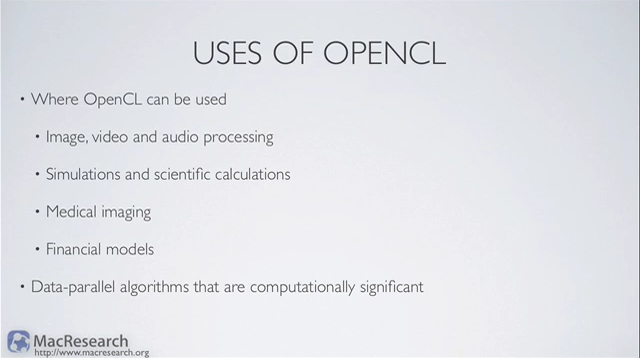 USES OF OPENCL
• Where OpenCL can be used
• Image, video and audio processing
• Simulations and scientific calculations
• Medical imaging
• Financial models
• Data-parallel algorithms that are computationally significant
MacResearch
http://www.macresearch.org